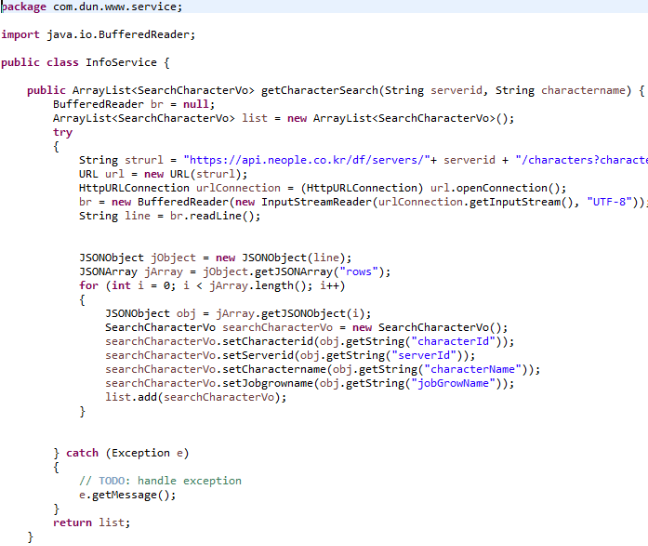 package com.dun.www.service;
import java.io.BufferedReader;
public class InfoService {
public ArrayList<SearchCharacterVo> getCharacterSearch(String serverid, String charactername) {
BufferedReader br = null;
ArrayList<SearchCharacterVo> list = new ArrayList<SearchCharacterVo>();
try
{
String strurl = "https://api.neople.co.kr/df/servers/"+ serverid + "/characters?characte
URL url = new URL(strurl);
HttpURLConnection urlConnection = (HttpURLConnection) url.openConnection();
br = new BufferedReader(new InputStreamReader(urlConnection.getInputStream(), "UTF-8"));
String line = br.readLine();
JSONObject jObject = new JSONObject(line);
JSONArray jArray = jObject.getJSONArray("rows");
for (int i = 0; i < jArray.length(); i++)
{
JSONObject obj = jArray.getJSONObject(i);
SearchCharacterVo searchCharacterVo = new SearchCharacterVo();
searchCharacterVo.setCharacterid(obj.getString("characterId"));
searchCharacterVo.setServerid(obj.getString("serverId"));
searchCharacterVo.setCharactername(obj.getString("characterName"));
searchCharacterVo.setJobgrowname(obj.getString("jobGrowName"));
list.add(searchCharacterVo);
}
} catch (Exception e)
{
// TODO: handle exception
e.getMessage();
}
return list;
}